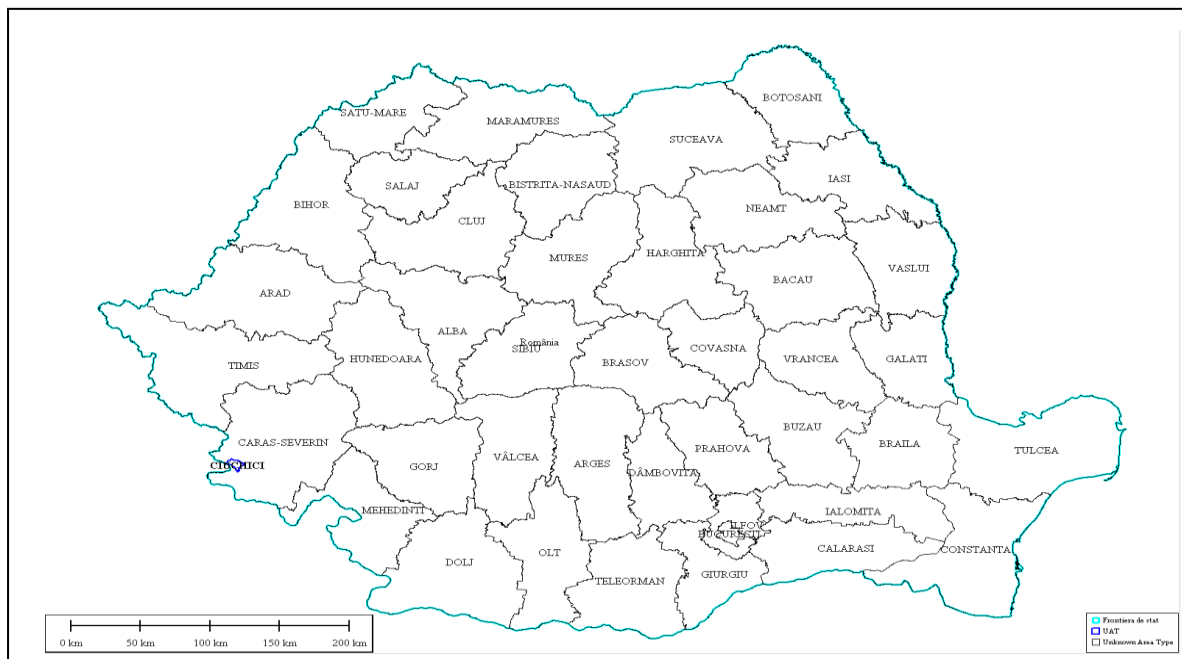 BOTOSANI
SATU-MARE
MARAMURES
SUCEAVA
IASI
SALAJ
BISTRITA-NASAUD
BIHOR
NEAMT
CLUJ
HARGHITA
MURES
VASLUI
BACAU
ARAD
ALBA
România
SIBIU
COVASNA
HUNEDOARA
VRANCEA
GALATI
TIMIS
BRASOV
BUZAU
CARAS-SEVERIN
BRAILA
PRAHOVA
TULCEA
VÂLCEA
ARGES
CIUCHICI
GORJ
DÂMBOVITA
MEHEDINTI
IALOMITA
ILFOV
BUCURESTI
CALARASI
CONSTANTA
OLT
DOLJ
GIURGIU
TELEORMAN
0 km 50 km 100 km 150 km 200 km
Frontiera de stat
UAT
Unknown Area Type